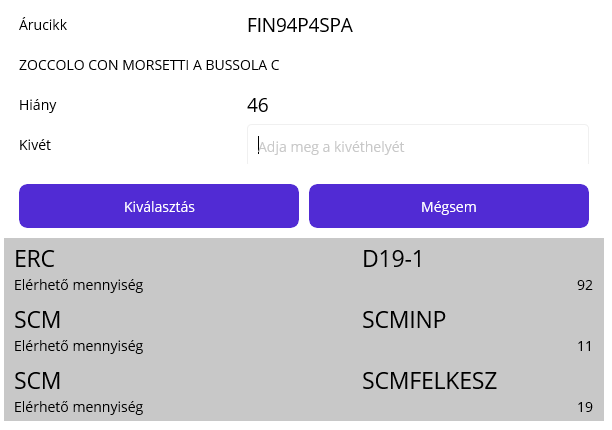 Árucikk FIN94P4SPA
ZOCCOLO CON MORSETTI A BUSSOLA C
Hiány 46
Kivét Adja meg a kivéthelyét
Kiválasztás Mégsem
ERC D19-1
Elérhető mennyiség 92
SCM SCMINP
Elérhető mennyiség 11
SCM SCMFELKESZ
Elérhető mennyiség 19